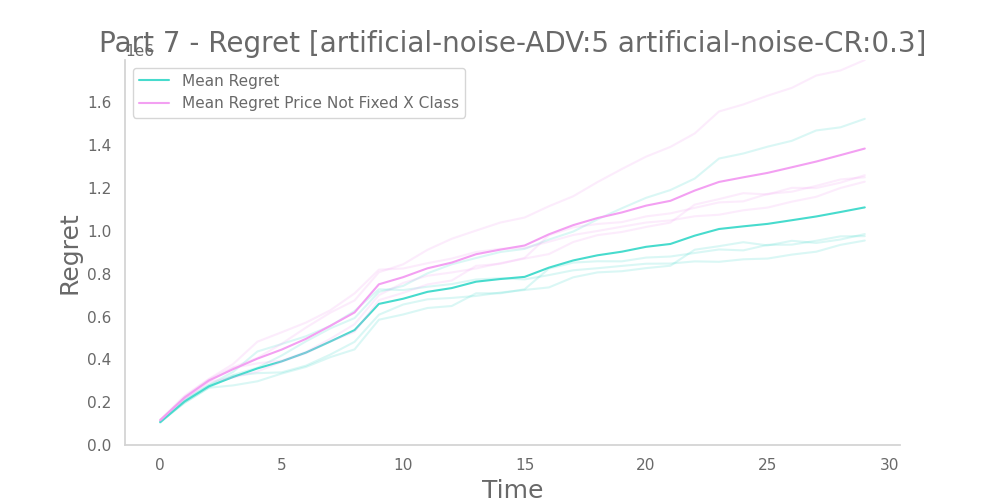 Part 7 - Regret [artificial-noise-ADV:5 artificial-noise-CR:0.3]
1e6
Mean Regret
Mean Regret Price Not Fixed X Class
1.6
1.4
1.2
1.0
0.8
0.6
0.4
0.2
0.0
Regret
0 5 10 15 20 25 30
Time